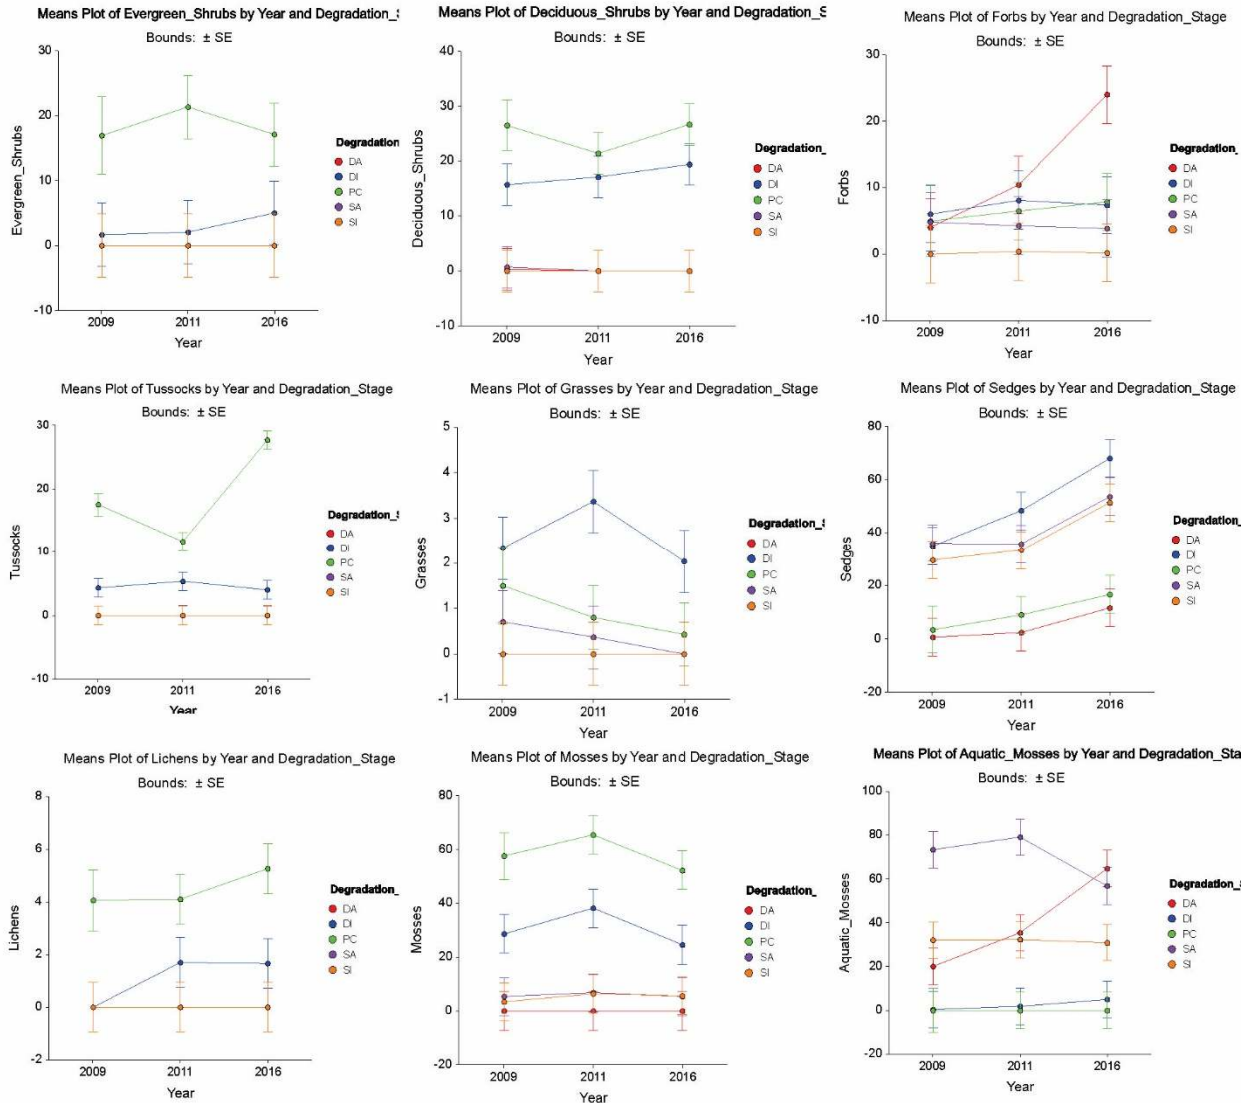 Means Plot of Evergreen_Shrubs by Year and Degradation_S
Bounds: ± SE
30
20
10
0
-10
Evergreen_Shrubs
2009
2011
2016
Year
Degradation_
DA
DI
PC
SA
SI
Means Plot of Deciduous_Shrubs by Year and Degradation_S
Bounds: ± SE
40
30
20
10
0
-10
Deciduous_Shrubs
2009
2011
2016
Year
Degradation_
DA
DI
PC
SA
SI
Means Plot of Forbs by Year and Degradation_Stage
Bounds: ± SE
30
20
10
0
-10
Forbs
2009
2011
2016
Year
Degradation_
DA
DI
PC
SA
SI
Means Plot of Tussocks by Year and Degradation_Stage
Bounds: ± SE
30
20
10
0
-10
Tussocks
2009
2011
2016
Year
Degradation_S
DA
DI
PC
SA
SI
Means Plot of Grasses by Year and Degradation_Stage
Bounds: ± SE
5
4
3
2
1
0
-1
Grasses
2009
2011
2016
Year
Degradation_S
DA
DI
PC
SA
SI
Means Plot of Sedges by Year and Degradation_Stage
Bounds: ± SE
80
60
40
20
0
-20
Sedges
2009
2011
2016
Year
Degradation_
DA
DI
PC
SA
SI
Means Plot of Lichens by Year and Degradation_Stage
Bounds: ± SE
8
6
4
2
0
-2
Lichens
2009
2011
2016
Year
Degradation_
DA
DI
PC
SA
SI
Means Plot of Mosses by Year and Degradation_Stage
Bounds: ± SE
80
60
40
20
0
-20
Mosses
2009
2011
2016
Year
Degradation_
DA
DI
PC
SA
SI
Means Plot of Aquatic_Mosses by Year and Degradation_Sta
Bounds: ± SE
100
80
60
40
20
0
-20
Aquatic_Mosses
2009
2011
2016
Year
Degradation_S
DA
DI
PC
SA
SI